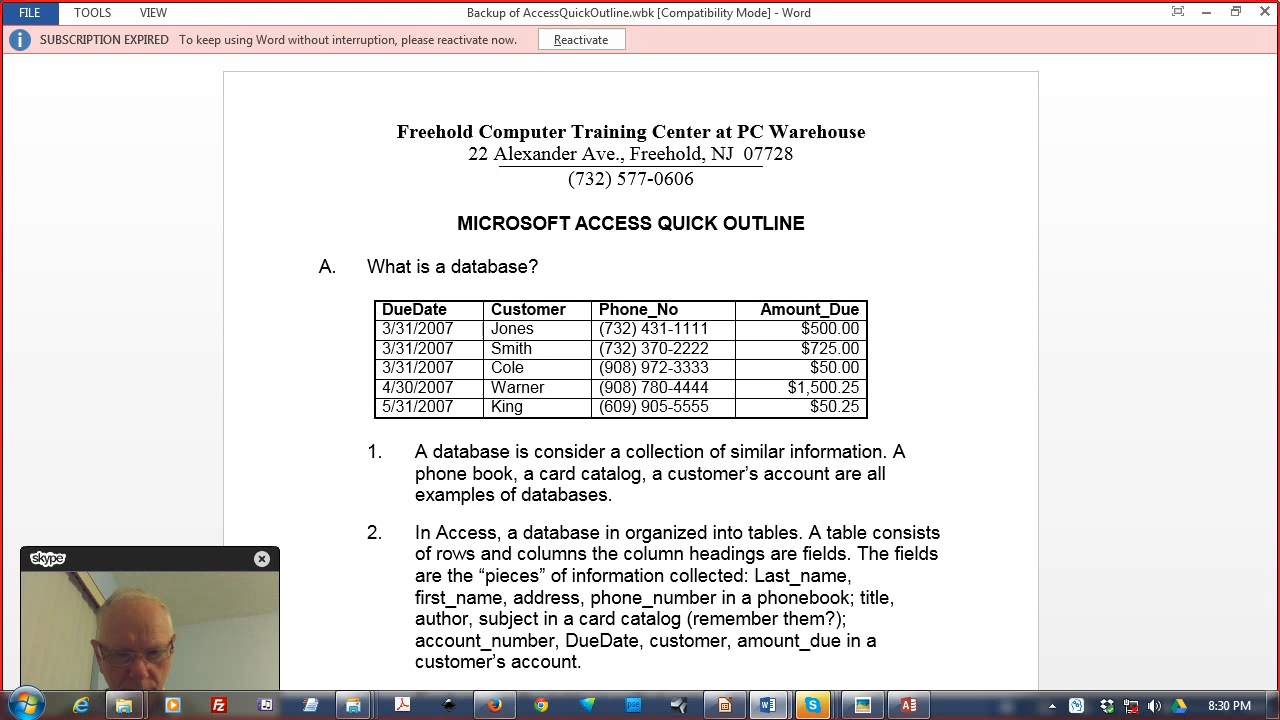 FILE TOOLS VIEW Backup of AccessQuickOutline.wbk [Compatibility Mode] - Word
SUBSCRIPTION EXPIRED To keep using Word without interruption, please reactivate now. Reactivate
Freehold Computer Training Center at PC Warehouse
22 Alexander Ave., Freehold, NJ 07728
(732) 577-0606
MICROSOFT ACCESS QUICK OUTLINE
A. What is a database?
DueDate Customer Phone_No Amount_Due
3/31/2007 Jones (732) 431-1111 $500.00
3/31/2007 Smith (732) 370-2222 $725.00
3/31/2007 Cole (908) 972-3333 $50.00
4/30/2007 Warner (908) 780-4444 $1,500.25
5/31/2007 King (609) 905-5555 $50.25
1. A database is consider a collection of similar information. A
phone book, a card catalog, a customer’s account are all
examples of databases.
2. In Access, a database in organized into tables. A table consists
of rows and columns the column headings are fields. The fields
are the “pieces” of information collected: Last_name,
first_name, address, phone_number in a phonebook; title,
author, subject in a card catalog (remember them?);
account_number, DueDate, customer, amount_due in a
customer’s account.
skype
pse
8:30 PM